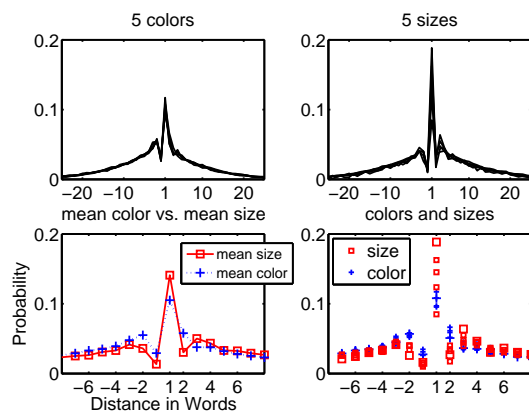 5 colors
5 sizes
0.2
0.1
0
−20 −10 1 10 20
0.2
0.1
0
−20 −10 1 10 20
mean color vs. mean size
colors and sizes
Probability
0.2
0.1
0
−6 −4 −2 1 2 4 6
mean size
mean color
Distance in Words
0.2
0.1
0
−6 −4 −2 1 2 4 6
size
color